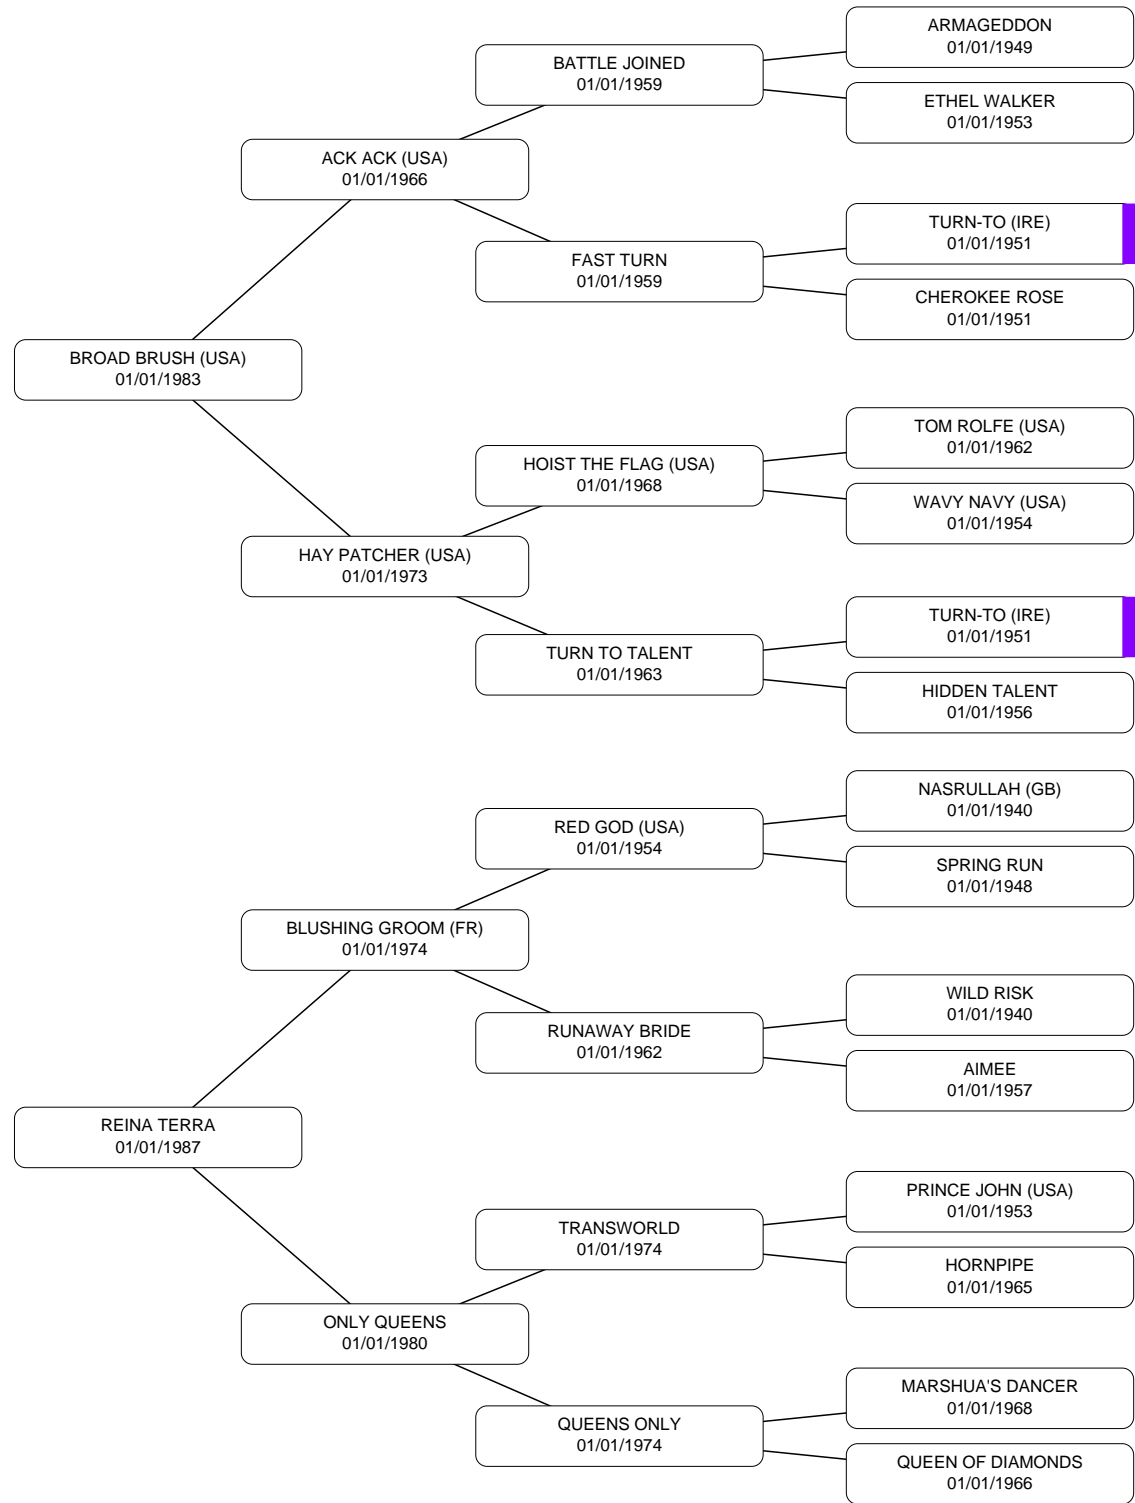 ARMAGEDDON
01/01/1949
BATTLE JOINED
01/01/1959
ETHEL WALKER
01/01/1953
ACK ACK (USA)
01/01/1966
TURN-TO (IRE)
01/01/1951
FAST TURN
01/01/1959
CHEROKEE ROSE
01/01/1951
BROAD BRUSH (USA)
01/01/1983
TOM ROLFE (USA)
01/01/1962
HOIST THE FLAG (USA)
01/01/1968
WAVY NAVY (USA)
01/01/1954
HAY PATCHER (USA)
01/01/1973
TURN-TO (IRE)
01/01/1951
TURN TO TALENT
01/01/1963
HIDDEN TALENT
01/01/1956
NASRULLAH (GB)
01/01/1940
RED GOD (USA)
01/01/1954
SPRING RUN
01/01/1948
BLUSHING GROOM (FR)
01/01/1974
WILD RISK
01/01/1940
RUNAWAY BRIDE
01/01/1962
AIMEE
01/01/1957
REINA TERRA
01/01/1987
PRINCE JOHN (USA)
01/01/1953
TRANSWORLD
01/01/1974
HORNPIPE
01/01/1965
ONLY QUEENS
01/01/1980
MARSHUA'S DANCER
01/01/1968
QUEENS ONLY
01/01/1974
QUEEN OF DIAMONDS
01/01/1966